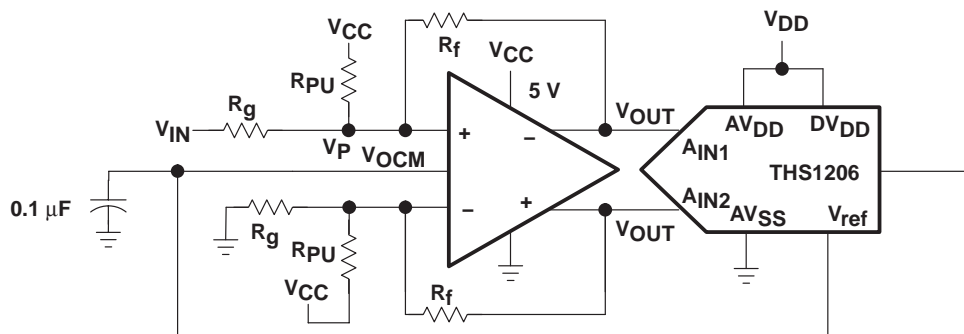 VCC
Rf
VDD
RPU
VCC
5 V
Rg
VOUT
VIN
+
−
AVDD
DVDD
VP
VOCM
AIN1
THS1206
0.1 µF
−
+
AIN2
AVSS
Vref
Rg
RPU
VOUT
VCC
Rf